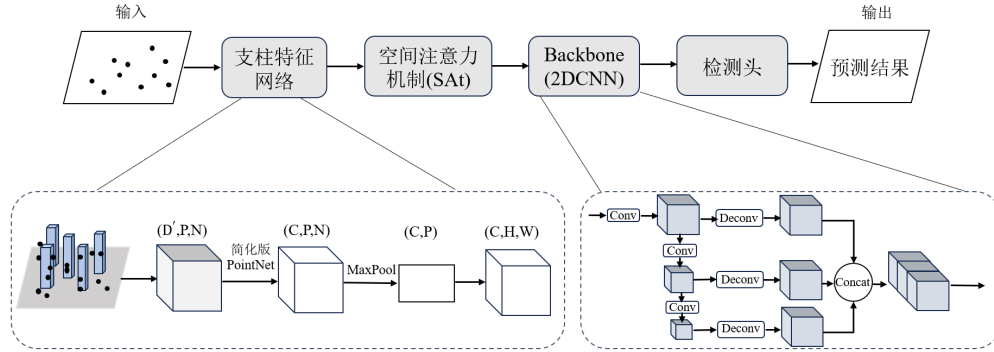 输入
输出
支柱特征
网络
空间注意力
机制(SAt)
Backbone
(2DCNN)
检测头
预测结果
(D′,P,N)
简化版
PointNet
(C,P,N)
MaxPool
(C,P)
(C,H,W)
Conv
Deconv
Conv
Deconv
Conv
Deconv
Concat